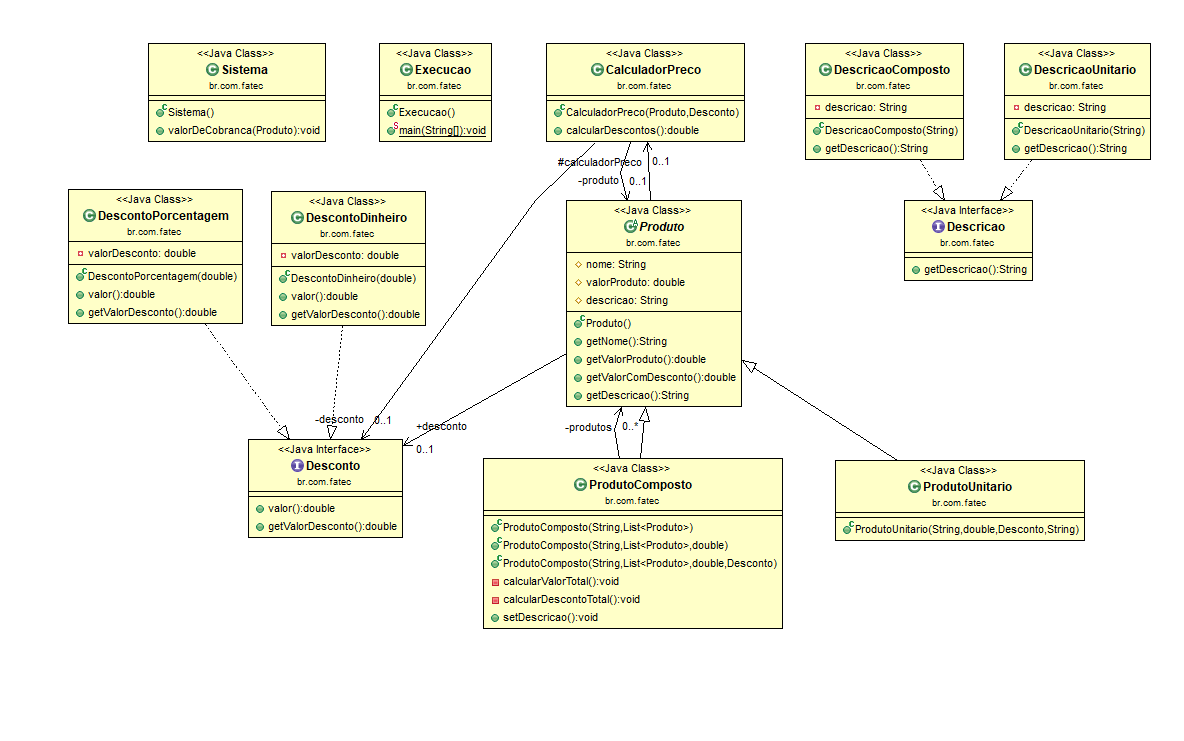 <<Java Class>>
Sistema
br.com.fatec
Sistema()
valorDeCobranca(Produto):void
<<Java Class>>
Execucao
br.com.fatec
Execucao()
main(String[]):void
<<Java Class>>
CalculadorPreco
br.com.fatec
CalculadorPreco(Produto,Desconto)
calcularDescontos():double
<<Java Class>>
DescricaoComposto
br.com.fatec
descricao: String
DescricaoComposto(String)
getDescricao():String
<<Java Class>>
DescricaoUnitario
br.com.fatec
descricao: String
DescricaoUnitario(String)
getDescricao():String
#calculadorPreco
0..1
-produto
0..1
<<Java Class>>
DescontoPorcentagem
br.com.fatec
valorDesconto: double
DescontoPorcentagem(double)
valor():double
getValorDesconto():double
<<Java Class>>
DescontoDinheiro
br.com.fatec
valorDesconto: double
DescontoDinheiro(double)
valor():double
getValorDesconto():double
<<Java Class>>
Produto
br.com.fatec
nome: String
valorProduto: double
descricao: String
Produto()
getNome():String
getValorProduto():double
getValorComDesconto():double
getDescricao():String
<<Java Interface>>
Descricao
br.com.fatec
getDescricao():String
-desconto
0..1
+desconto
0..1
-produtos
0..*
<<Java Interface>>
Desconto
br.com.fatec
valor():double
getValorDesconto():double
<<Java Class>>
ProdutoComposto
br.com.fatec
ProdutoComposto(String,List<Produto>)
ProdutoComposto(String,List<Produto>,double)
ProdutoComposto(String,List<Produto>,double,Desconto)
calcularValorTotal():void
calcularDescontoTotal():void
setDescricao():void
<<Java Class>>
ProdutoUnitario
br.com.fatec
ProdutoUnitario(String,double,Desconto,String)